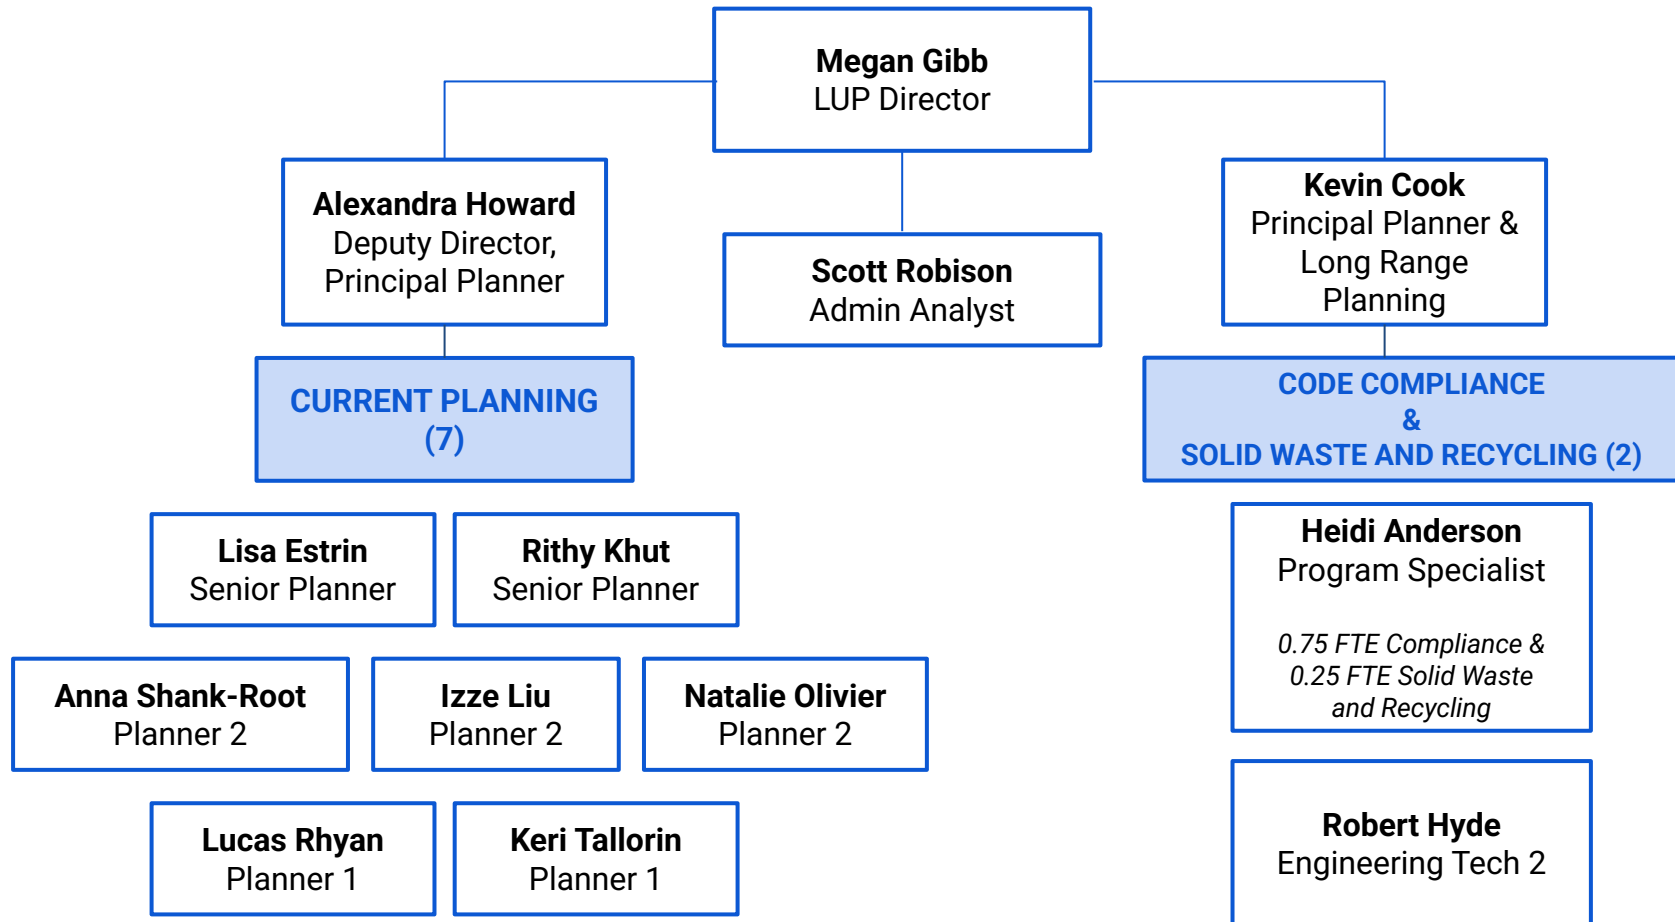 Megan Gibb
LUP Director
Alexandra Howard
Deputy Director,
Principal Planner
Scott Robison
Admin Analyst
Kevin Cook
Principal Planner &
Long Range
Planning
CURRENT PLANNING
(7)
Lisa Estrin
Senior Planner
Rithy Khut
Senior Planner
Anna Shank-Root
Planner 2
Izze Liu
Planner 2
Natalie Olivier
Planner 2
Lucas Rhyan
Planner 1
Keri Tallorin
Planner 1
CODE COMPLIANCE
&
SOLID WASTE AND RECYCLING (2)
Heidi Anderson
Program Specialist
0.75 FTE Compliance &
0.25 FTE Solid Waste
and Recycling
Robert Hyde
Engineering Tech 2